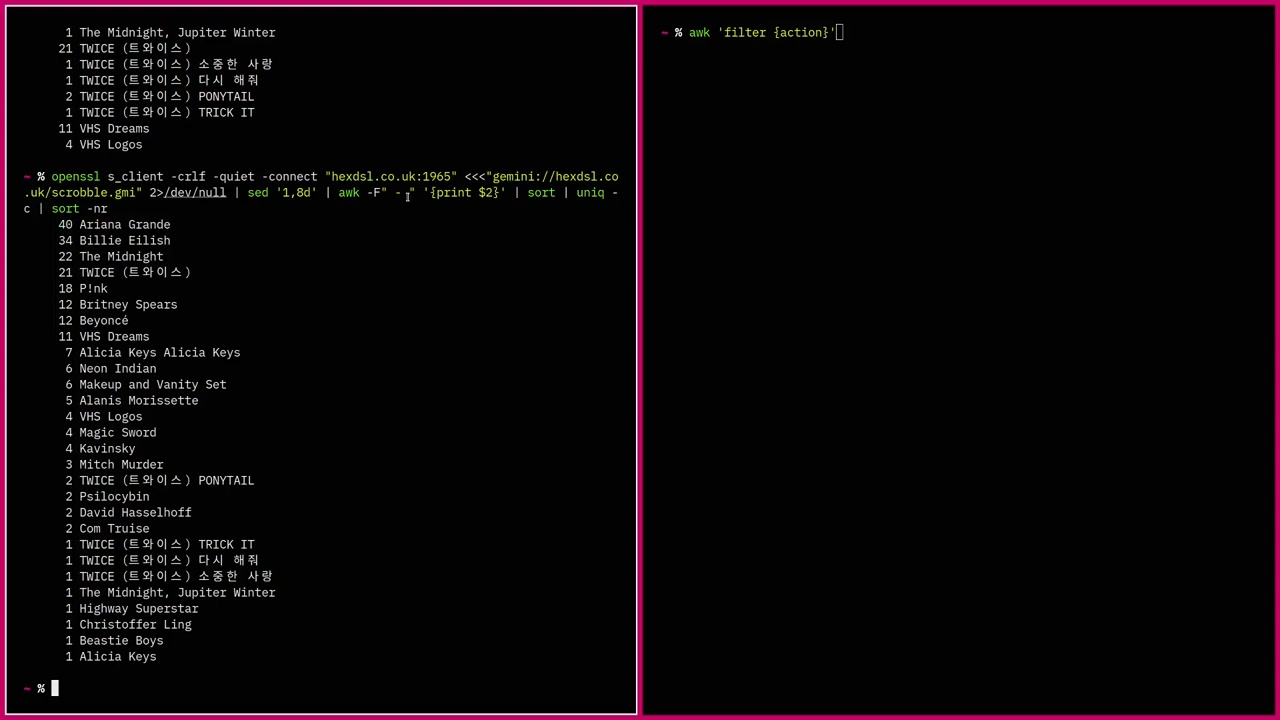 1 The Midnight, Jupiter Winter
21 TWICE (트와이스)
1 TWICE (트와이스) 소중한 사랑
1 TWICE (트와이스) 다시 해줘
2 TWICE (트와이스) PONYTAIL
1 TWICE (트와이스) TRICK IT
11 VHS Dreams
4 VHS Logos
~ % openssl s_client -crlf -quiet -connect "hexdsl.co.uk:1965" <<<"gemini://hexdsl.co
.uk/scrobble.gmi" 2>/dev/null | sed '1,8d' | awk -F" - " '{print $2}' | sort | uniq -
c | sort -nr
40 Ariana Grande
34 Billie Eilish
22 The Midnight
21 TWICE (트와이스)
18 P!nk
12 Britney Spears
12 Beyoncé
11 VHS Dreams
7 Alicia Keys Alicia Keys
6 Neon Indian
6 Makeup and Vanity Set
5 Alanis Morissette
4 VHS Logos
4 Magic Sword
4 Kavinsky
3 Mitch Murder
2 TWICE (트와이스) PONYTAIL
2 Psilocybin
2 David Hasselhoff
2 Com Truise
1 TWICE (트와이스) TRICK IT
1 TWICE (트와이스) 다시 해줘
1 TWICE (트와이스) 소중한 사랑
1 The Midnight, Jupiter Winter
1 Highway Superstar
1 Christoffer Ling
1 Beastie Boys
1 Alicia Keys
~ %
~ % awk 'filter {action}'